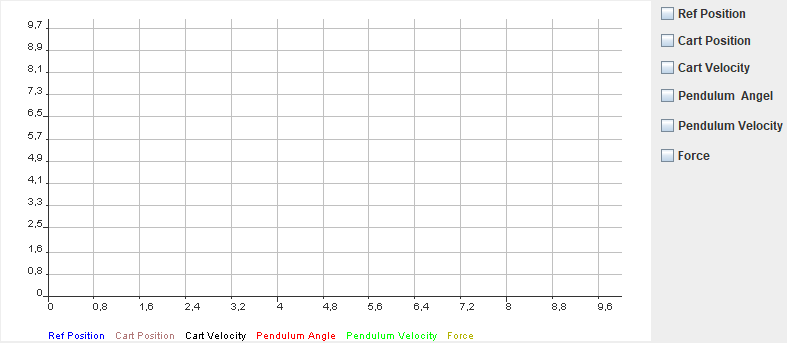 9,7
8,9
8,1
7,3
6,5
5,7
4,9
4,1
3,3
2,5
1,6
0,8
0
0 0,8 1,6 2,4 3,2 4 4,8 5,6 6,4 7,2 8 8,8 9,6
Ref Position Cart Position Cart Velocity Pendulum Angle Pendulum Velocity Force
Ref Position
Cart Position
Cart Velocity
Pendulum Angel
Pendulum Velocity
Force